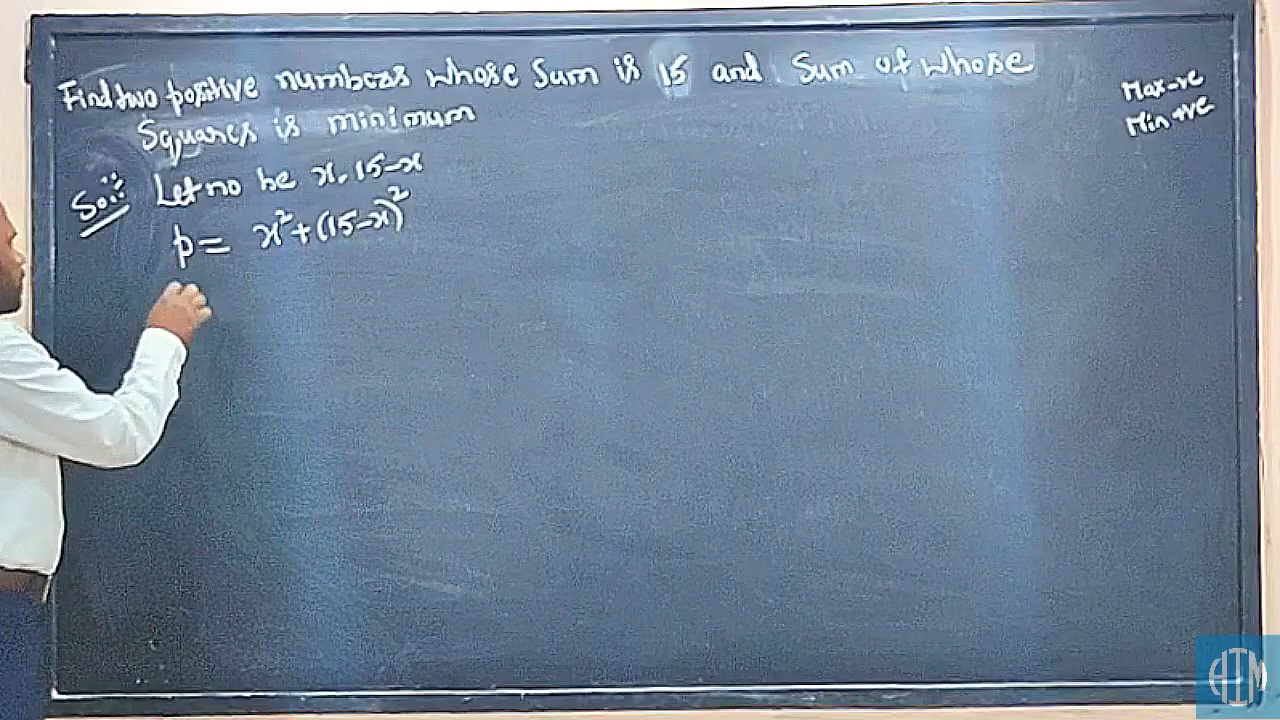 Find two positive numbers whose Sum is 15 and Sum of whose
Squares is minimum
Sol:: Let no be x, 15-x
p = x² + (15-x)²
Max -ve
Min +ve